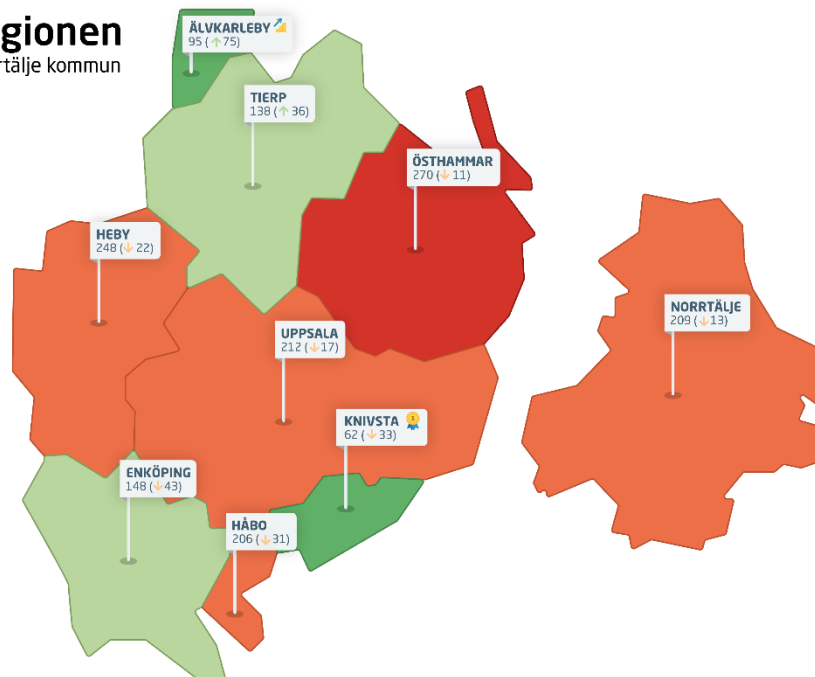 gionen
rtälje kommun
ÄLVKARLEBY
95 (↑75)
TIERP
138 (↑ 36)
ÖSTHAMMAR
270 (↓ 11)
HEBY
248 (↓ 22)
NORRTÄLJE
209 (↓ 13)
UPPSALA
212 (↓17)
KNIVSTA
62 (↓ 33)
ENKÖPING
148 (↓43)
HÅBO
206 (↓ 31)